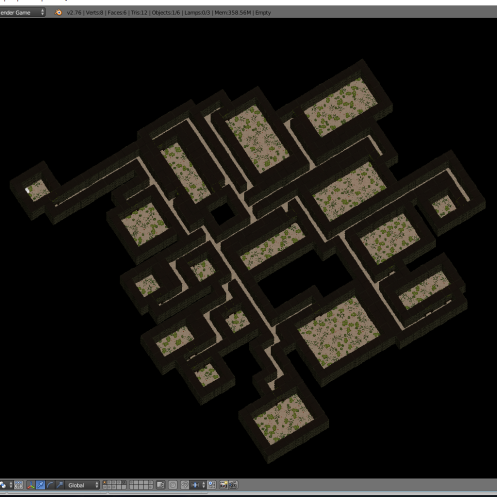 ender Game
v2.76 | Verts:8 | Faces:6 | Tris:12 | Objects:1/6 | Lamps:0/3 | Mem:358.56M | Empty
Global